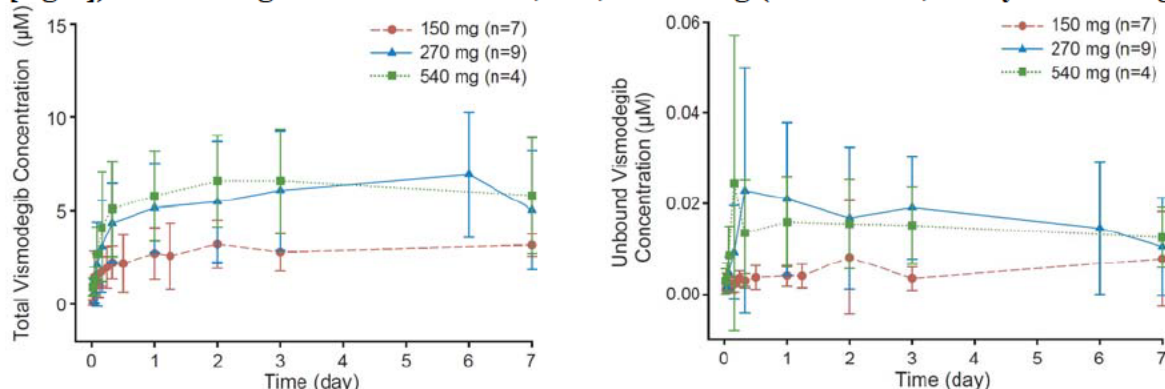 15
10
5
0
Total Vismodegib Concentration (µM)
150 mg (n=7)
270 mg (n=9)
540 mg (n=4)
0 1 2 3 4 5 6 7
Time (day)
0.06
0.04
0.02
0.00
Unbound Vismodegib
Concentration (µM)
150 mg (n=7)
270 mg (n=9)
540 mg (n=4)
0 1 2 3 4 5 6 7
Time (day)